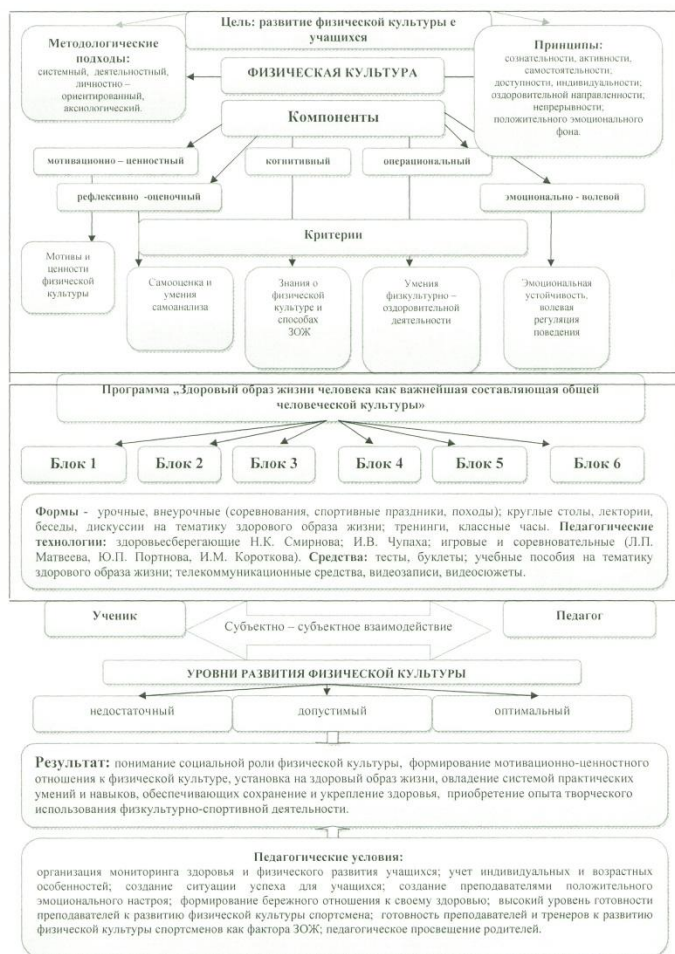 Цель: развитие физической культуры е
учащихся
Методологические
подходы:
системный, деятельностный,
личностно –
ориентированный,
аксиологический.
ФИЗИЧЕСКАЯ КУЛЬТУРА
Принципы:
сознательности, активности,
самостоятельности;
доступности, индивидуальности;
оздоровительной направленности;
непрерывности;
положительного эмоционального
фона.
Компоненты
мотивационно – ценностный
когнитивный
операциональный
рефлексивно -оценочный
эмоционально - волевой
Критерии
Мотивы и
ценности
физической
культуры
Самооценка и
умения
самоанализа
Знания о
физической
культуре и
способах
ЗОЖ
Умения
физкультурно –
оздоровительной
деятельности
Эмоциональная
устойчивость,
волевая
регуляция
поведения
Программа „Здоровый образ жизни человека как важнейшая составляющая общей
человеческой культуры»
Блок 1
Блок 2
Блок 3
Блок 4
Блок 5
Блок 6
Формы - урочные, внеурочные (соревнования, спортивные праздники, походы); круглые столы, лектории,
беседы, дискуссии на тематику здорового образа жизни; тренинги, классные часы. Педагогические
технологии: здоровьесберегающие Н.К. Смирнова; И.В. Чупаха; игровые и соревновательные (Л.П.
Матвеева, Ю.П. Портнова, И.М. Короткова). Средства: тесты, буклеты; учебные пособия на тематику
здорового образа жизни; телекоммуникационные средства, видеозаписи, видеосюжеты.
Ученик
Субъектно – субъектное взаимодействие
Педагог
УРОВНИ РАЗВИТИЯ ФИЗИЧЕСКОЙ КУЛЬТУРЫ
недостаточный
допустимый
оптимальный
Результат: понимание социальной роли физической культуры, формирование мотивационно-ценностного
отношения к физической культуре, установка на здоровый образ жизни, овладение системой практических
умений и навыков, обеспечивающих сохранение и укрепление здоровья, приобретение опыта творческого
использования физкультурно-спортивной деятельности.
Педагогические условия:
организация мониторинга здоровья и физического развития учащихся; учет индивидуальных и возрастных
особенностей; создание ситуации успеха для учащихся; создание преподавателями положительного
эмоционального настроя; формирование бережного отношения к своему здоровью; высокий уровень готовности
преподавателей к развитию физической культуры спортсмена; готовность преподавателей и тренеров к развитию
физической культуры спортсменов как фактора ЗОЖ; педагогическое просвещение родителей.